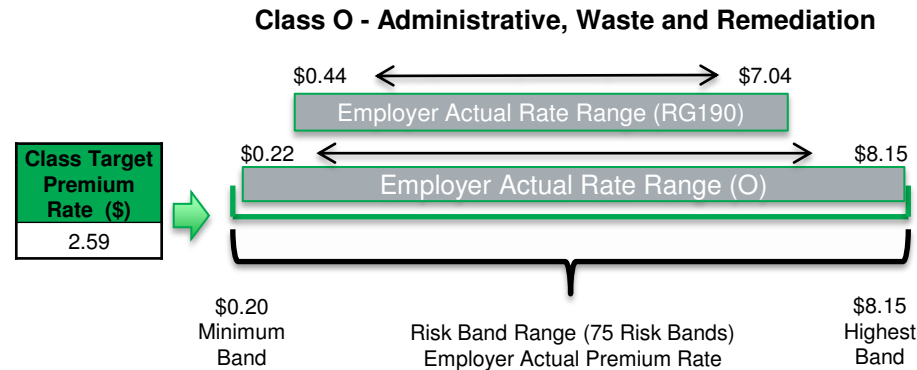 Class O - Administrative, Waste and Remediation
$0.44
$7.04
Employer Actual Rate Range (RG190)
$0.22
$8.15
Employer Actual Rate Range (O)
Class Target
Premium
Rate ($)
2.59
$0.20
Minimum
Band
Risk Band Range (75 Risk Bands)
Employer Actual Premium Rate
$8.15
Highest
Band